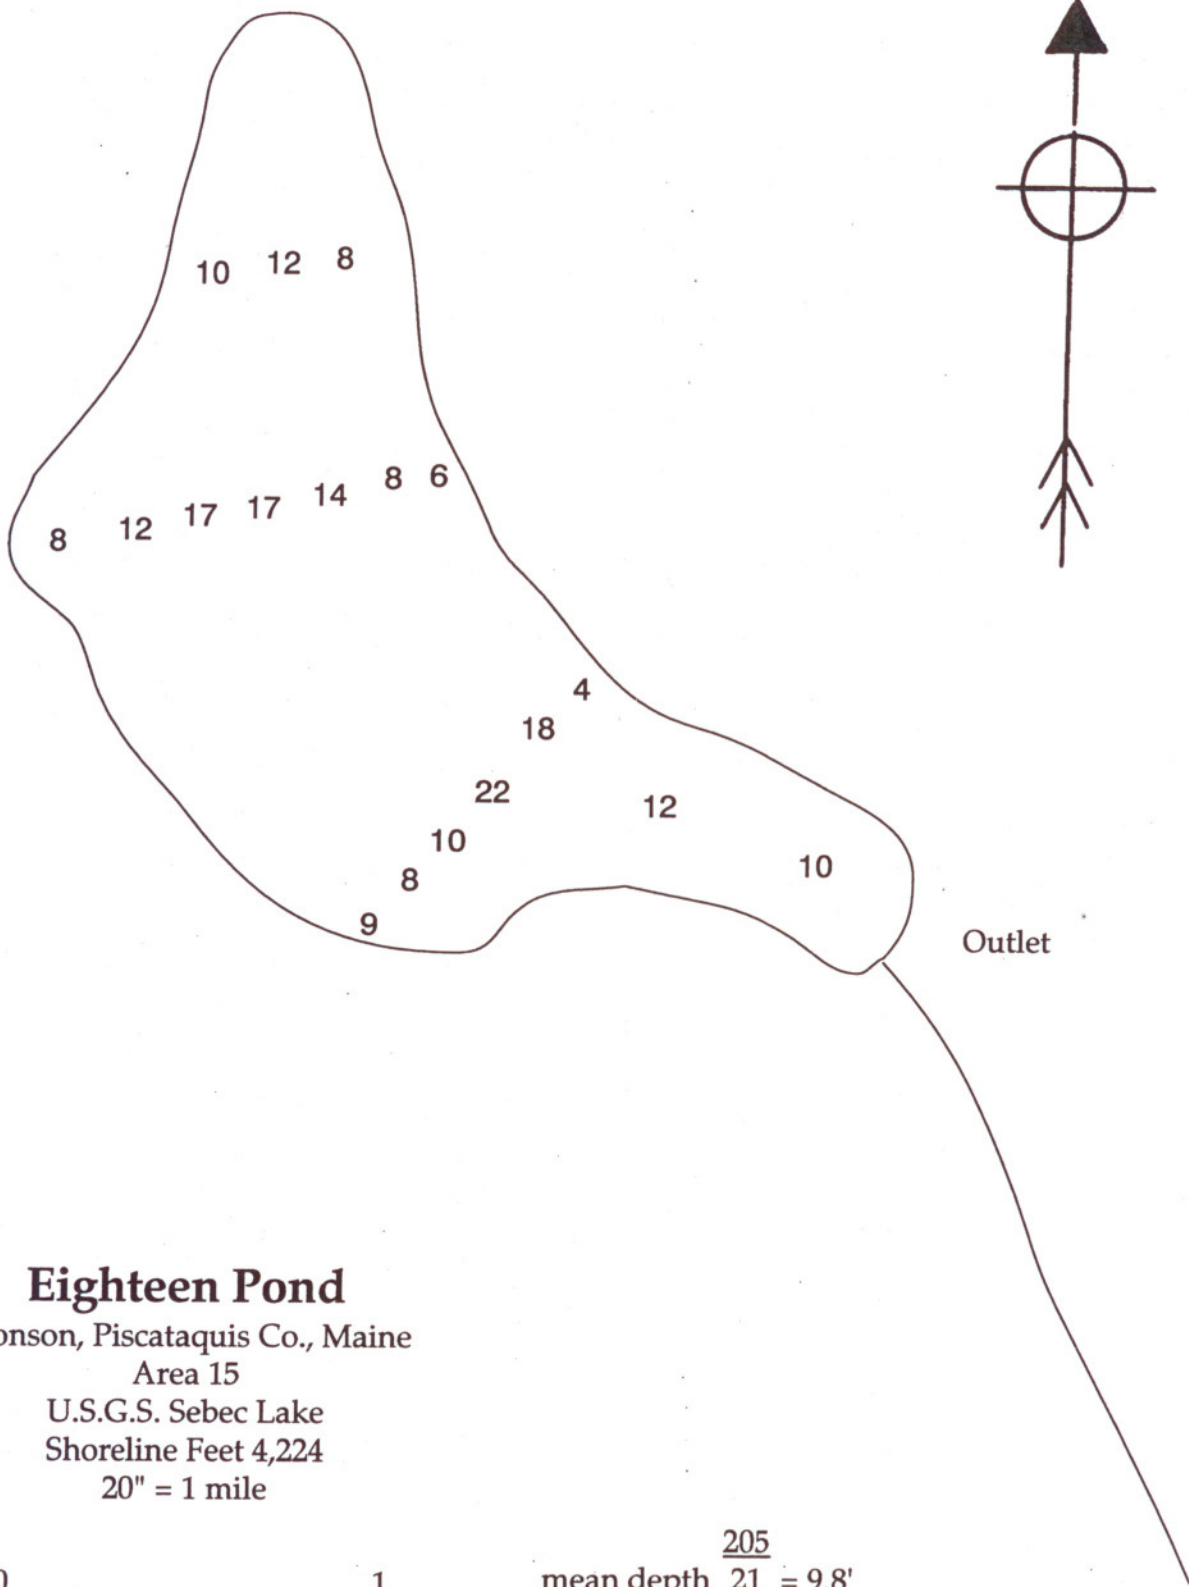 10 12 8
8 12 17 17 14 8 6
4
18
22
12
10
10
8
9
Outlet
Eighteen Pond
onson, Piscataquis Co., Maine
Area 15
U.S.G.S. Sebec Lake
Shoreline Feet 4,224
20" = 1 mile
205
0 1 mean depth 21 = 9.8'